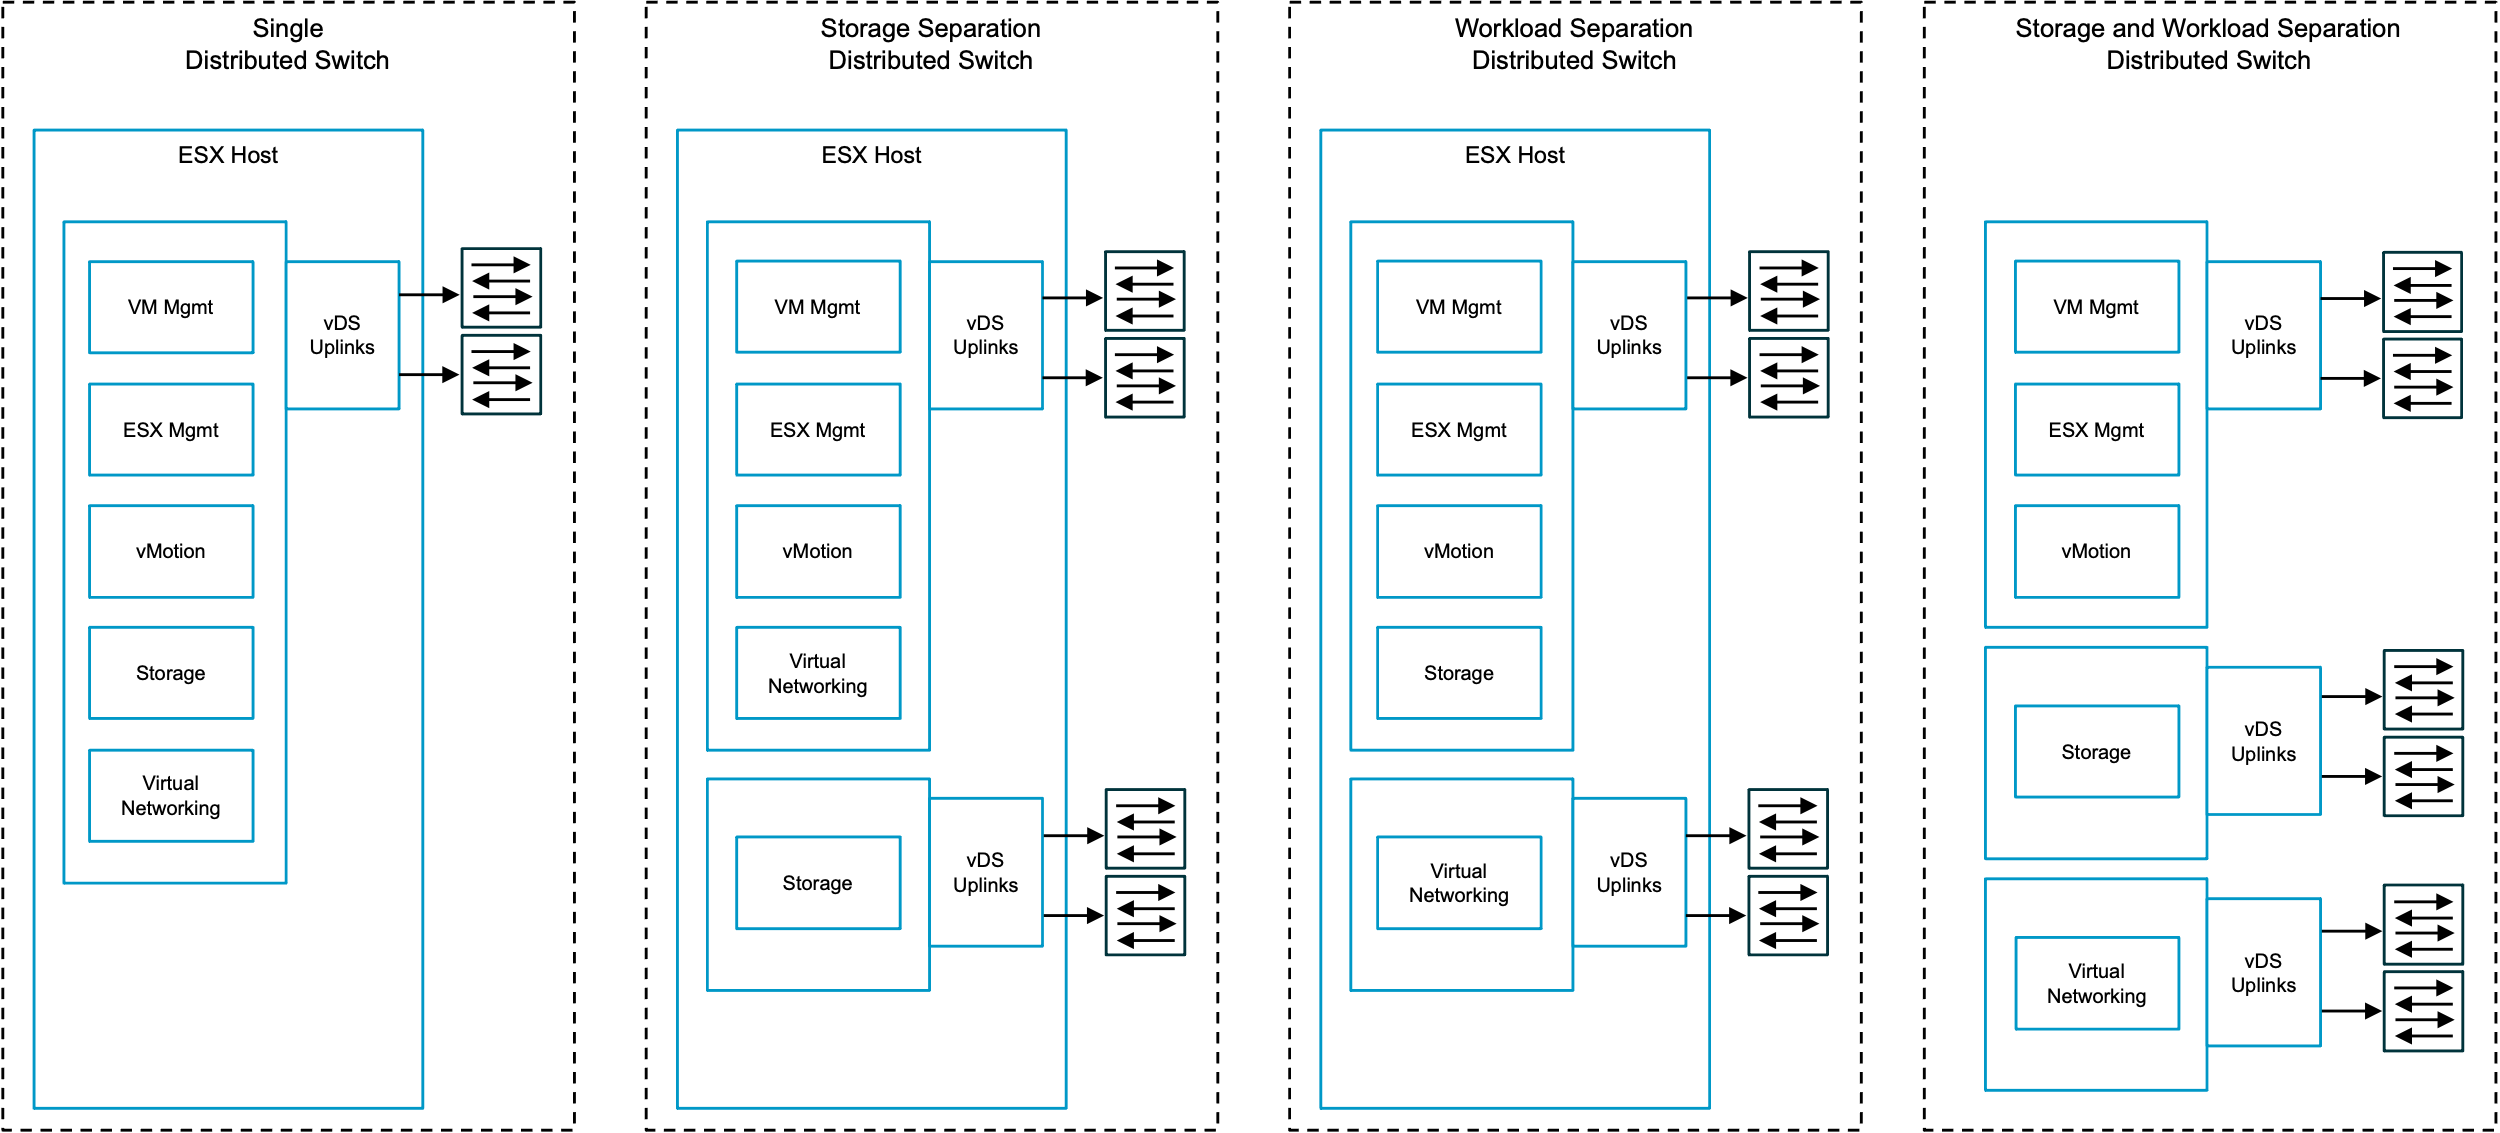 Single
Distributed Switch
ESX Host
VM Mgmt
vDS
Uplinks
ESX Mgmt
vMotion
Storage
Virtual
Networking
Storage Separation
Distributed Switch
ESX Host
VM Mgmt
vDS
Uplinks
ESX Mgmt
vMotion
Virtual
Networking
Storage
vDS
Uplinks
Workload Separation
Distributed Switch
ESX Host
VM Mgmt
vDS
Uplinks
ESX Mgmt
vMotion
Storage
Virtual
Networking
vDS
Uplinks
Storage and Workload Separation
Distributed Switch
VM Mgmt
vDS
Uplinks
ESX Mgmt
vMotion
Storage
vDS
Uplinks
Virtual
Networking
vDS
Uplinks